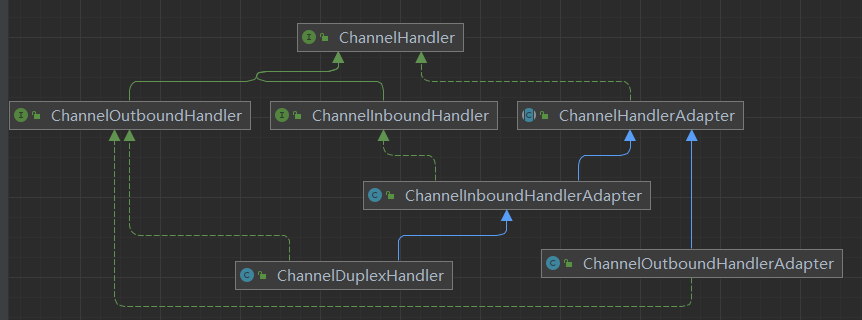 I ChannelHandler
I ChannelOutboundHandler
I ChannelInboundHandler
C ChannelHandlerAdapter
C ChannelInboundHandlerAdapter
C ChannelOutboundHandlerAdapter
C ChannelDuplexHandler